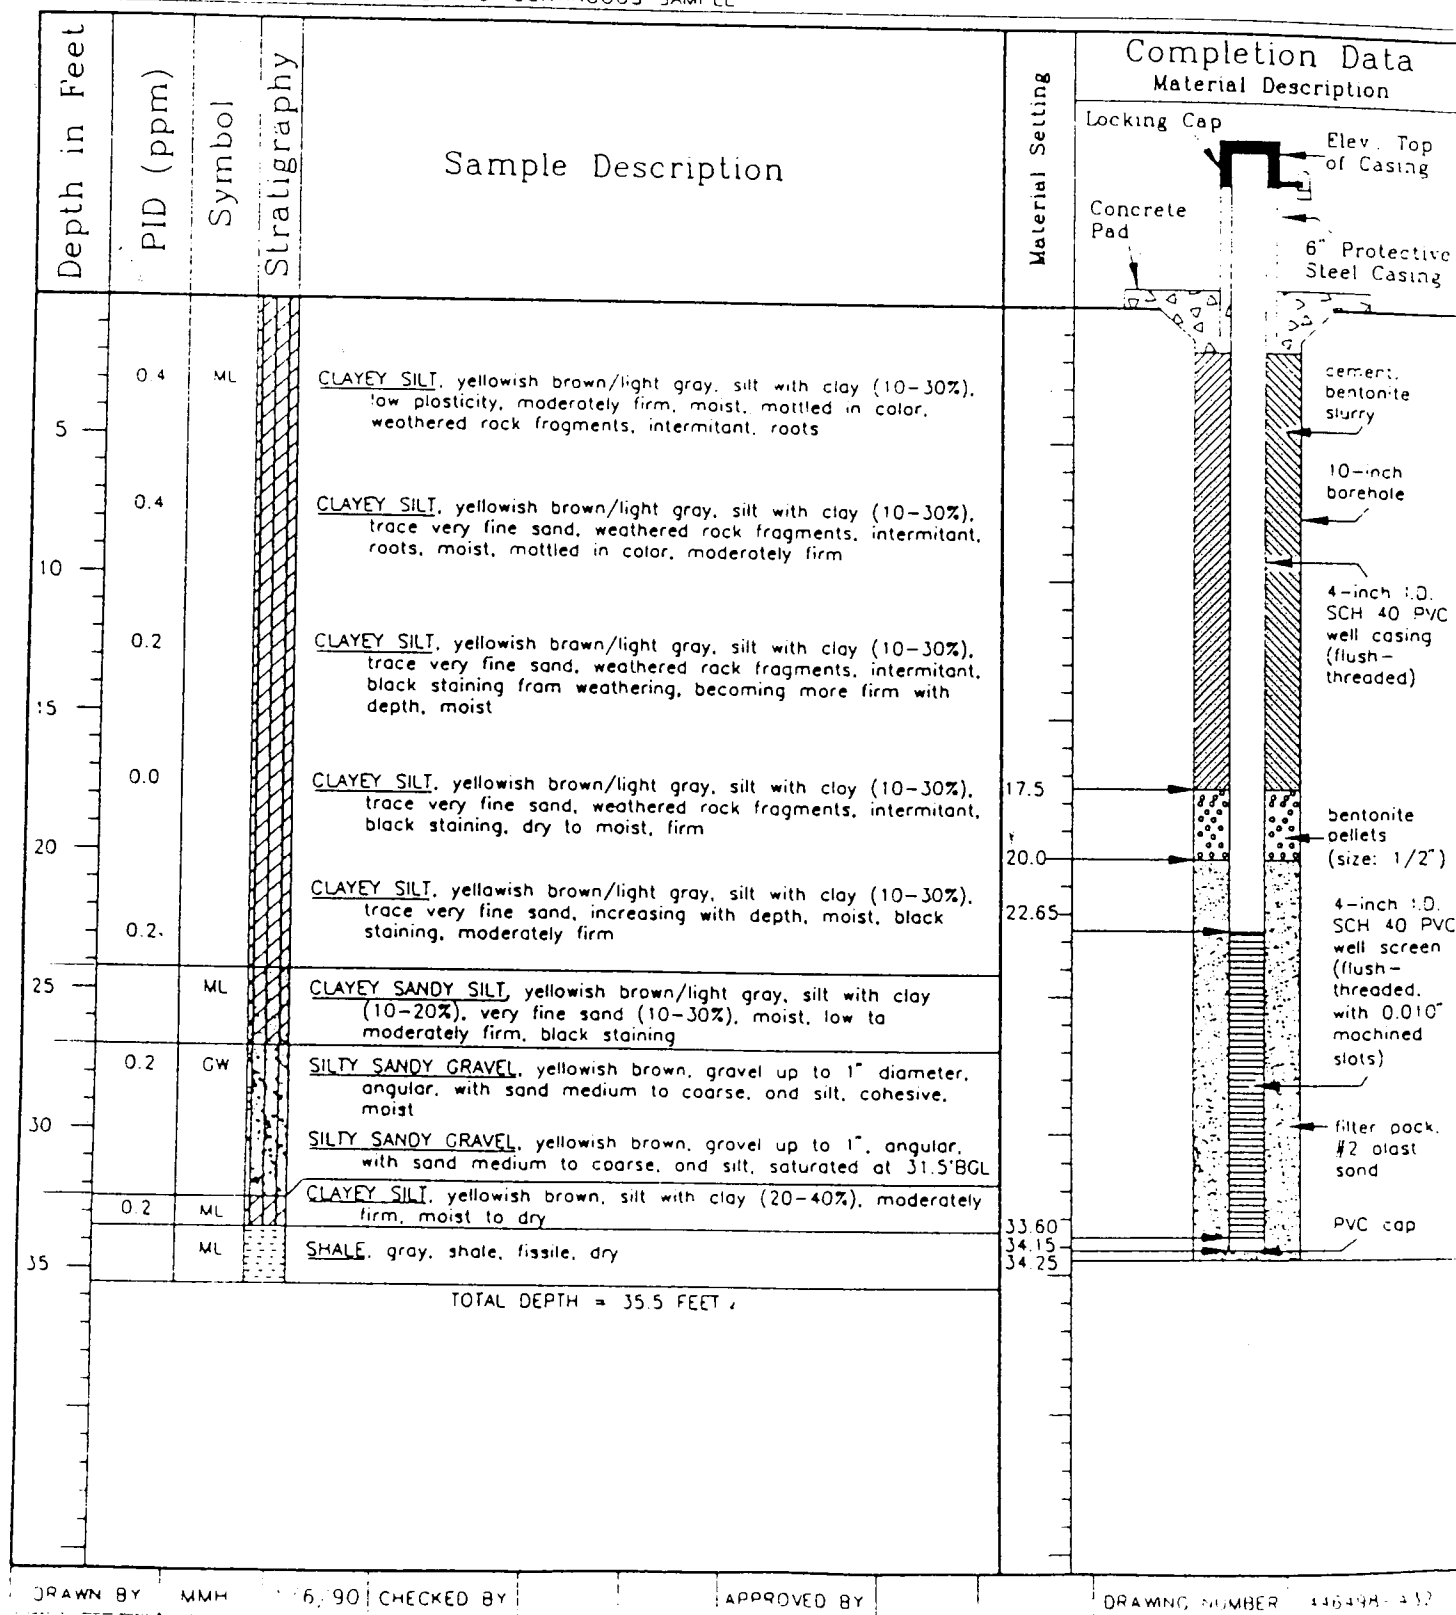 SAMPLE
Depth in Feet
PID (ppm)
Symbol
Stratigraphy
Sample Description
Material Setting
Completion Data
Material Description
Locking Cap
Elev. Top
of Casing
Concrete
Pad
6" Protective
Steel Casing
0.4 ML CLAYEY SILT, yellowish brown/light gray, silt with clay (10-30%),
low plosticity, moderately firm, moist, mottled in color,
weathered rock frogments, intermitant, roots
cement,
bentonite
slurry
5
10-inch
borehole
0.4 CLAYEY SILT, yellowish brown/light gray, silt with clay (10-30%),
trace very fine sand, weathered rock fragments, intermitant,
roots, moist, mottled in color, moderotely firm
10
4-inch I.D.
SCH 40 PVC
well casing
(flush-
threaded)
0.2 CLAYEY SILT, yellowish brown/light gray, silt with clay (10-30%),
trace very fine sand, weathered rock fragments, intermitant,
black staining from weathering, becoming more firm with
depth, moist
15
0.0 CLAYEY SILT, yellowish brown/light gray, silt with clay (10-30%),
trace very fine sand, weathered rock fragments, intermitant,
black staining, dry to moist, firm
17.5
bentonite
pellets
(size: 1/2")
20
20.0
CLAYEY SILT, yellowish brown/light gray, silt with clay (10-30%),
trace very fine sand, increasing with depth, moist, black
staining, moderately firm
0.2
22.65
4-inch I.D.
SCH 40 PVC
well screen
(flush-
threaded,
with 0.010"
mochined
slots)
25
ML CLAYEY SANDY SILT, yellowish brown/light gray, silt with clay
(10-20%), very fine sand (10-30%), moist, low to
moderately firm, black staining
0.2 GW SILTY SANDY GRAVEL, yellowish brown, gravel up to 1" diameter,
angular, with sand medium to coarse, and silt, cohesive,
moist
30
SILTY SANDY GRAVEL, yellowish brown, grovel up to 1", angular,
with sand medium to coarse, and silt, saturated at 31.5'BGL
filter pack,
#2 blast
sond
0.2 ML CLAYEY SILT, yellowish brown, silt with clay (20-40%), moderately
firm, moist to dry
33.60
34.15
34.25
PVC cap
ML SHALE, gray, shale, fissile, dry
35
TOTAL DEPTH = 35.5 FEET
DRAWN BY MMH 6/90 CHECKED BY APPROVED BY DRAWING NUMBER